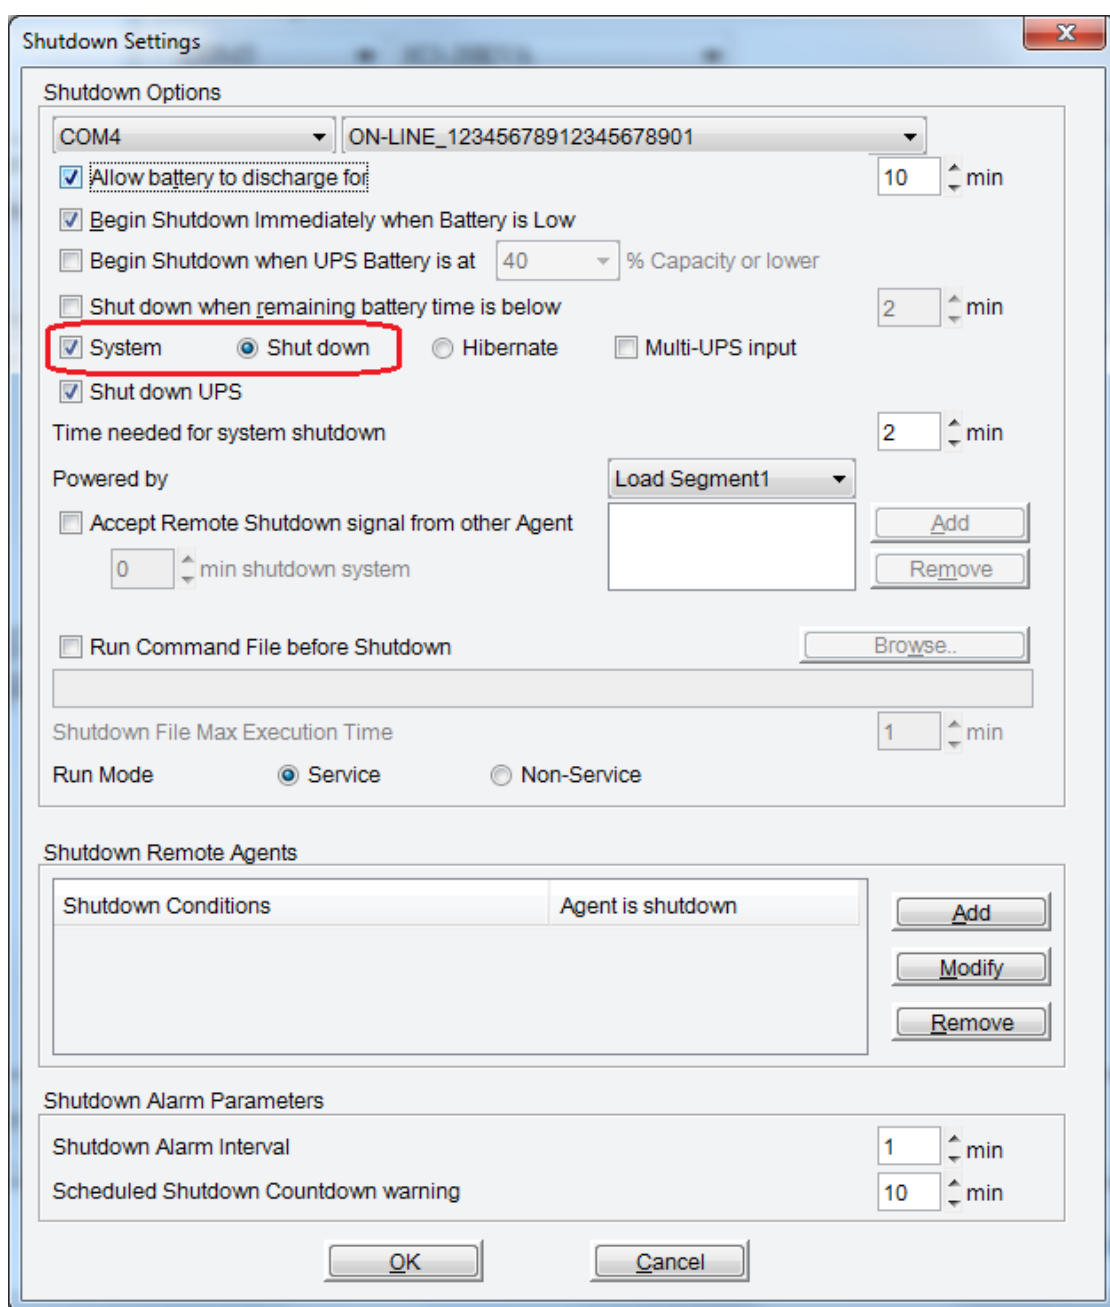 Shutdown Settings
Shutdown Options
COM4 ON-LINE_12345678912345678901
Allow battery to discharge for 10 min
Begin Shutdown Immediately when Battery is Low
Begin Shutdown when UPS Battery is at 40 % Capacity or lower
Shut down when remaining battery time is below 2 min
System Shut down Hibernate Multi-UPS input
Shut down UPS
Time needed for system shutdown 2 min
Powered by Load Segment1
Accept Remote Shutdown signal from other Agent Add
0 min shutdown system Remove
Run Command File before Shutdown Browse..
Shutdown File Max Execution Time 1 min
Run Mode Service Non-Service
Shutdown Remote Agents
Shutdown Conditions Agent is shutdown
Add
Modify
Remove
Shutdown Alarm Parameters
Shutdown Alarm Interval 1 min
Scheduled Shutdown Countdown warning 10 min
OK Cancel